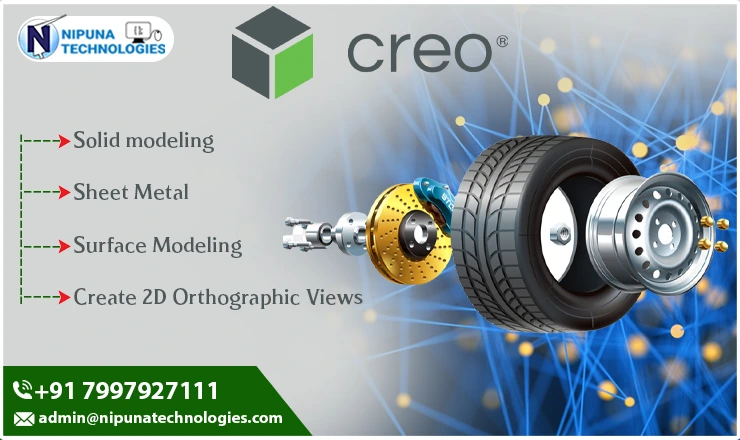 NIPUNA
TECHNOLOGIES
creo®
Solid modeling
Sheet Metal
Surface Modeling
Create 2D Orthographic Views
+91 7997927111
admin@nipunatechnologies.com